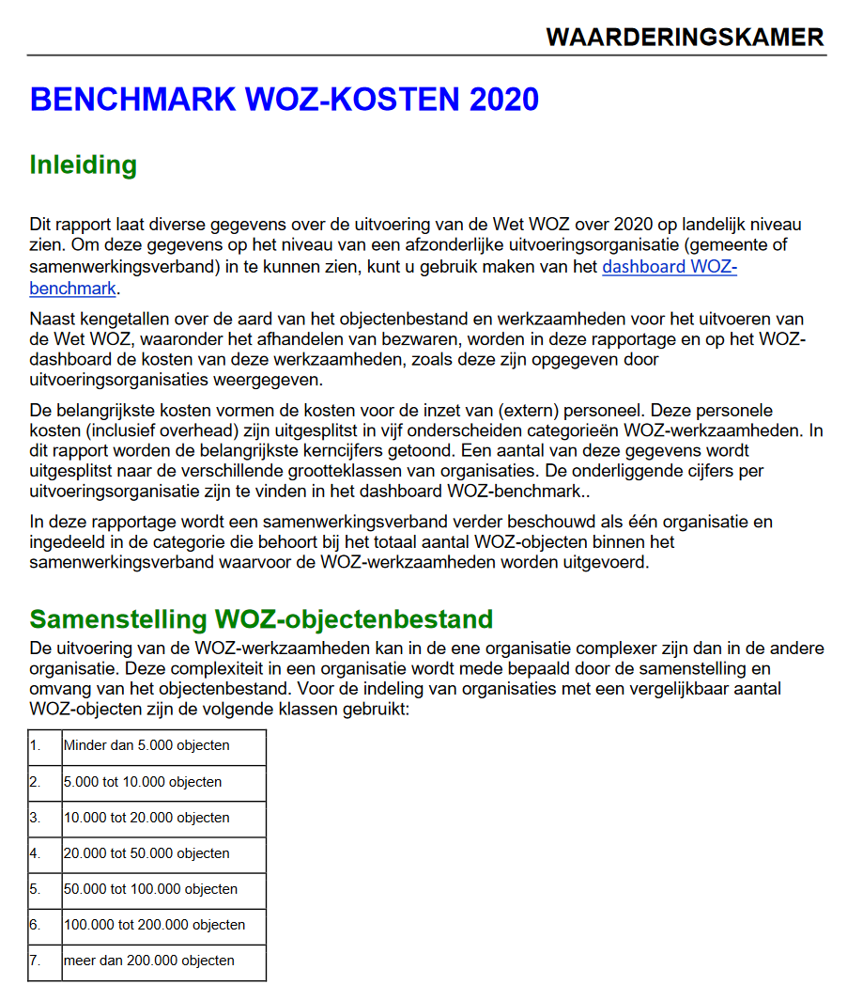 WAARDERINGSKAMER
BENCHMARK WOZ-KOSTEN 2020
Inleiding
Dit rapport laat diverse gegevens over de uitvoering van de Wet WOZ over 2020 op landelijk niveau
zien. Om deze gegevens op het niveau van een afzonderlijke uitvoeringsorganisatie (gemeente of
samenwerkingsverband) in te kunnen zien, kunt u gebruik maken van het dashboard WOZ-
benchmark.
Naast kengetallen over de aard van het objectenbestand en werkzaamheden voor het uitvoeren van
de Wet WOZ, waaronder het afhandelen van bezwaren, worden in deze rapportage en op het WOZ-
dashboard de kosten van deze werkzaamheden, zoals deze zijn opgegeven door
uitvoeringsorganisaties weergegeven.
De belangrijkste kosten vormen de kosten voor de inzet van (extern) personeel. Deze personele
kosten (inclusief overhead) zijn uitgesplitst in vijf onderscheiden categorieën WOZ-werkzaamheden. In
dit rapport worden de belangrijkste kerncijfers getoond. Een aantal van deze gegevens wordt
uitgesplitst naar de verschillende grootteklassen van organisaties. De onderliggende cijfers per
uitvoeringsorganisatie zijn te vinden in het dashboard WOZ-benchmark..
In deze rapportage wordt een samenwerkingsverband verder beschouwd als één organisatie en
ingedeeld in de categorie die behoort bij het totaal aantal WOZ-objecten binnen het
samenwerkingsverband waarvoor de WOZ-werkzaamheden worden uitgevoerd.
Samenstelling WOZ-objectenbestand
De uitvoering van de WOZ-werkzaamheden kan in de ene organisatie complexer zijn dan in de andere
organisatie. Deze complexiteit in een organisatie wordt mede bepaald door de samenstelling en
omvang van het objectenbestand. Voor de indeling van organisaties met een vergelijkbaar aantal
WOZ-objecten zijn de volgende klassen gebruikt:
1. Minder dan 5.000 objecten
2. 5.000 tot 10.000 objecten
3. 10.000 tot 20.000 objecten
4. 20.000 tot 50.000 objecten
5. 50.000 tot 100.000 objecten
6. 100.000 tot 200.000 objecten
7. meer dan 200.000 objecten